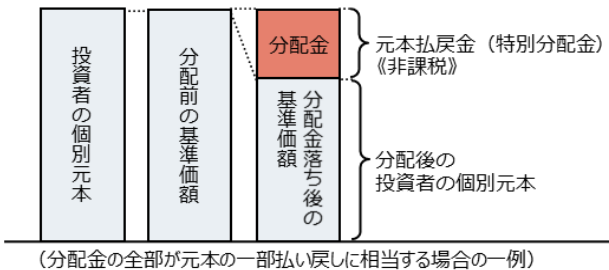 投資者の個別元本
分配前の基準価額
分配金
分配金落ち後の
基準価額
元本払戻金（特別分配金）
《非課税》
分配後の
投資者の個別元本
（分配金の全部が元本の一部払い戻しに相当する場合の一例）